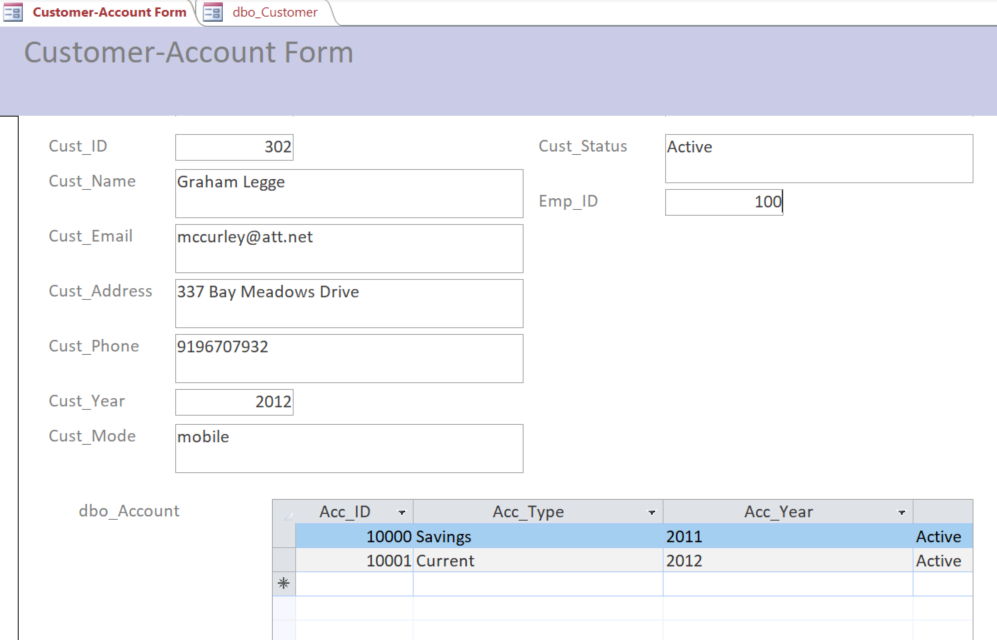 Customer-Account Form dbo_Customer
Customer-Account Form
Cust_ID 302 Cust_Status Active
Cust_Name Graham Legge Emp_ID 100
Cust_Email mccurley@att.net
Cust_Address 337 Bay Meadows Drive
Cust_Phone 9196707932
Cust_Year 2012
Cust_Mode mobile
dbo_Account Acc_ID Acc_Type Acc_Year
10000 Savings 2011 Active
10001 Current 2012 Active